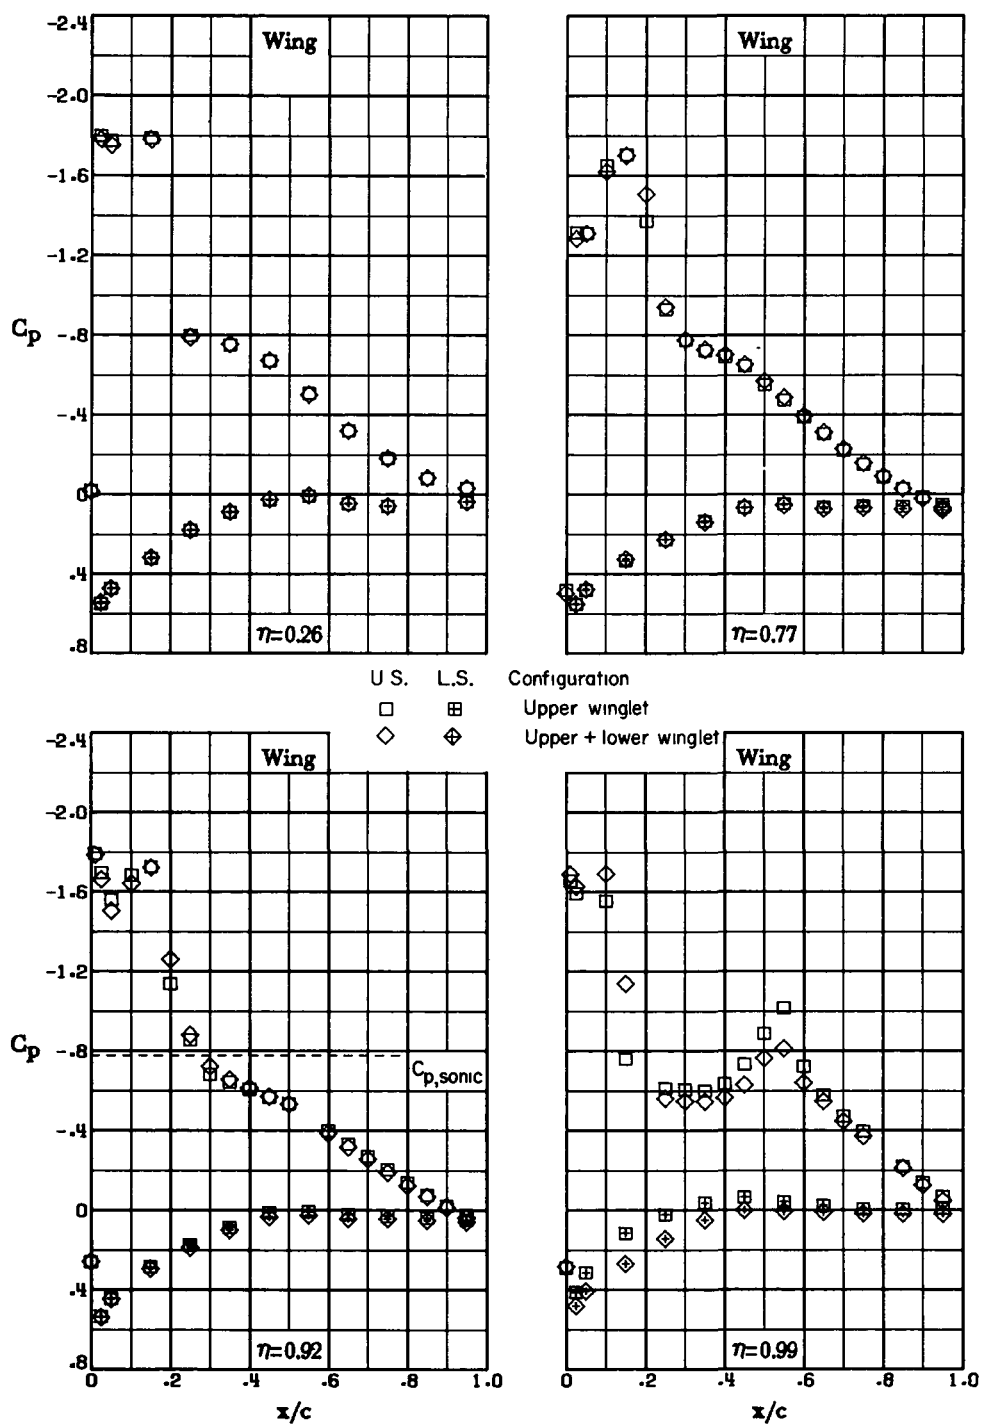 -2.4
Wing
Wing
-2.0
-1.6
-1.2
Cp
-.8
-.4
0
.4
.8
η=0.26
η=0.77
U S. L.S. Configuration
Upper winglet
Upper + lower winglet
-2.4
Wing
Wing
-2.0
-1.6
-1.2
Cp
-.8
Cp,sonic
-.4
0
.4
.8
η=0.92
η=0.99
0 .2 .4 .6 .8 1.0
0 .2 .4 .6 .8 1.0
x/c
x/c